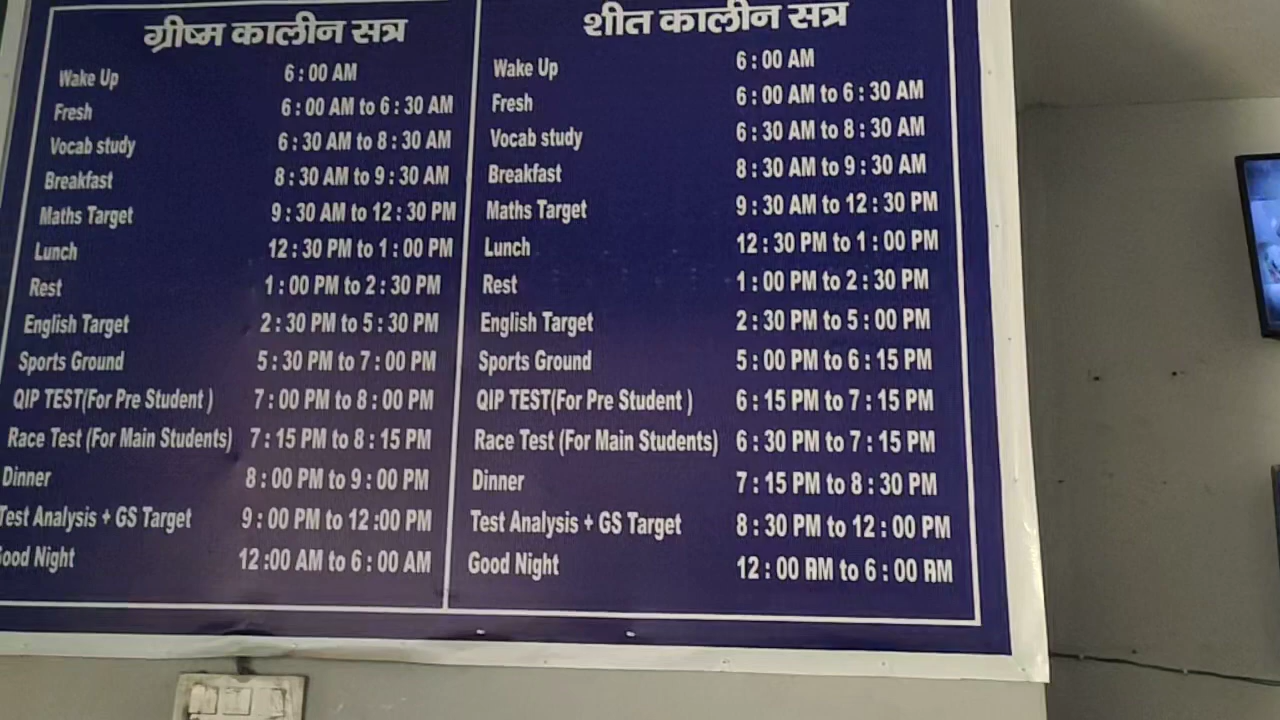 ग्रीष्म कालीन सत्र
Wake Up 6 : 00 AM
Fresh 6 : 00 AM to 6 : 30 AM
Vocab study 6 : 30 AM to 8 : 30 AM
Breakfast 8 : 30 AM to 9 : 30 AM
Maths Target 9 : 30 AM to 12 : 30 PM
Lunch 12 : 30 PM to 1 : 00 PM
Rest 1 : 00 PM to 2 : 30 PM
English Target 2 : 30 PM to 5 : 30 PM
Sports Ground 5 : 30 PM to 7 : 00 PM
QIP TEST(For Pre Student ) 7 : 00 PM to 8 : 00 PM
Race Test (For Main Students) 7 : 15 PM to 8 : 15 PM
Dinner 8 : 00 PM to 9 : 00 PM
Test Analysis + GS Target 9 : 00 PM to 12 :00 PM
Good Night 12 :00 AM to 6 : 00 AM
शीत कालीन सत्र
Wake Up 6 : 00 AM
Fresh 6 : 00 AM to 6 : 30 AM
Vocab study 6 : 30 AM to 8 : 30 AM
Breakfast 8 : 30 AM to 9 : 30 AM
Maths Target 9 : 30 AM to 12 : 30 PM
Lunch 12 : 30 PM to 1 : 00 PM
Rest 1 : 00 PM to 2 : 30 PM
English Target 2 : 30 PM to 5 : 00 PM
Sports Ground 5 : 00 PM to 6 : 15 PM
QIP TEST(For Pre Student ) 6 : 15 PM to 7 : 15 PM
Race Test (For Main Students) 6 : 30 PM to 7 : 15 PM
Dinner 7 : 15 PM to 8 : 30 PM
Test Analysis + GS Target 8 : 30 PM to 12 : 00 PM
Good Night 12 : 00 AM to 6 : 00 AM